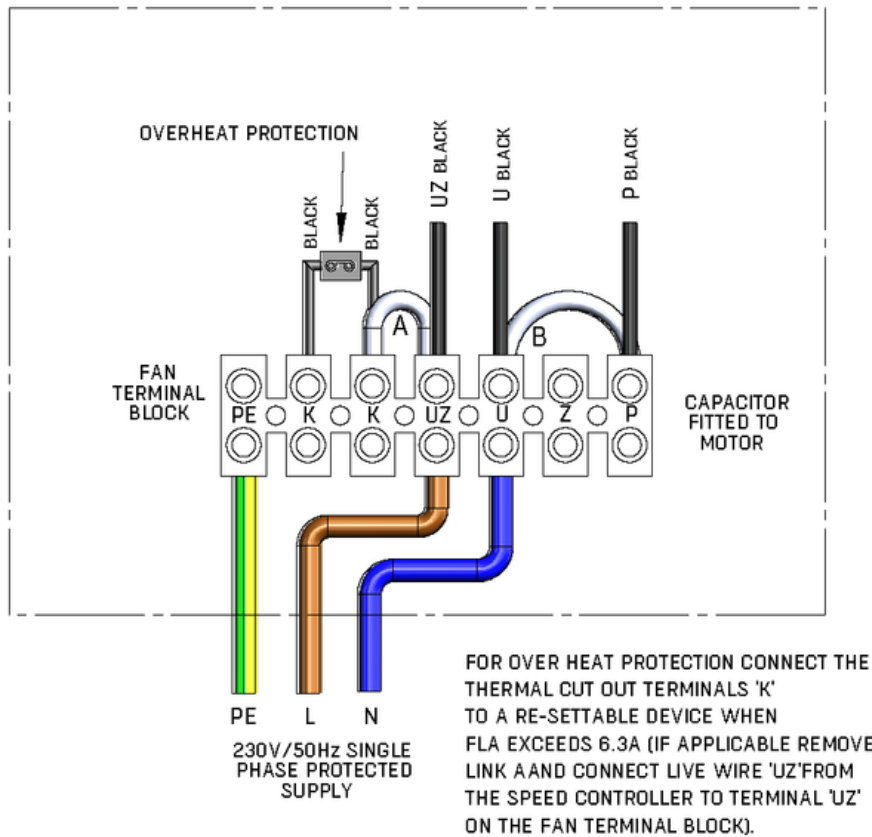 OVERHEAT PROTECTION
BLACK
BLACK
UZ BLACK
U BLACK
P BLACK
A
B
FAN
TERMINAL
BLOCK
PE K K UZ U Z P
CAPACITOR
FITTED TO
MOTOR
PE L N
230V/50Hz SINGLE
PHASE PROTECTED
SUPPLY
FOR OVER HEAT PROTECTION CONNECT THE
THERMAL CUT OUT TERMINALS 'K'
TO A RE-SETTABLE DEVICE WHEN
FLA EXCEEDS 6.3A (IF APPLICABLE REMOVE
LINK AAND CONNECT LIVE WIRE 'UZ'FROM
THE SPEED CONTROLLER TO TERMINAL 'UZ'
ON THE FAN TERMINAL BLOCK).